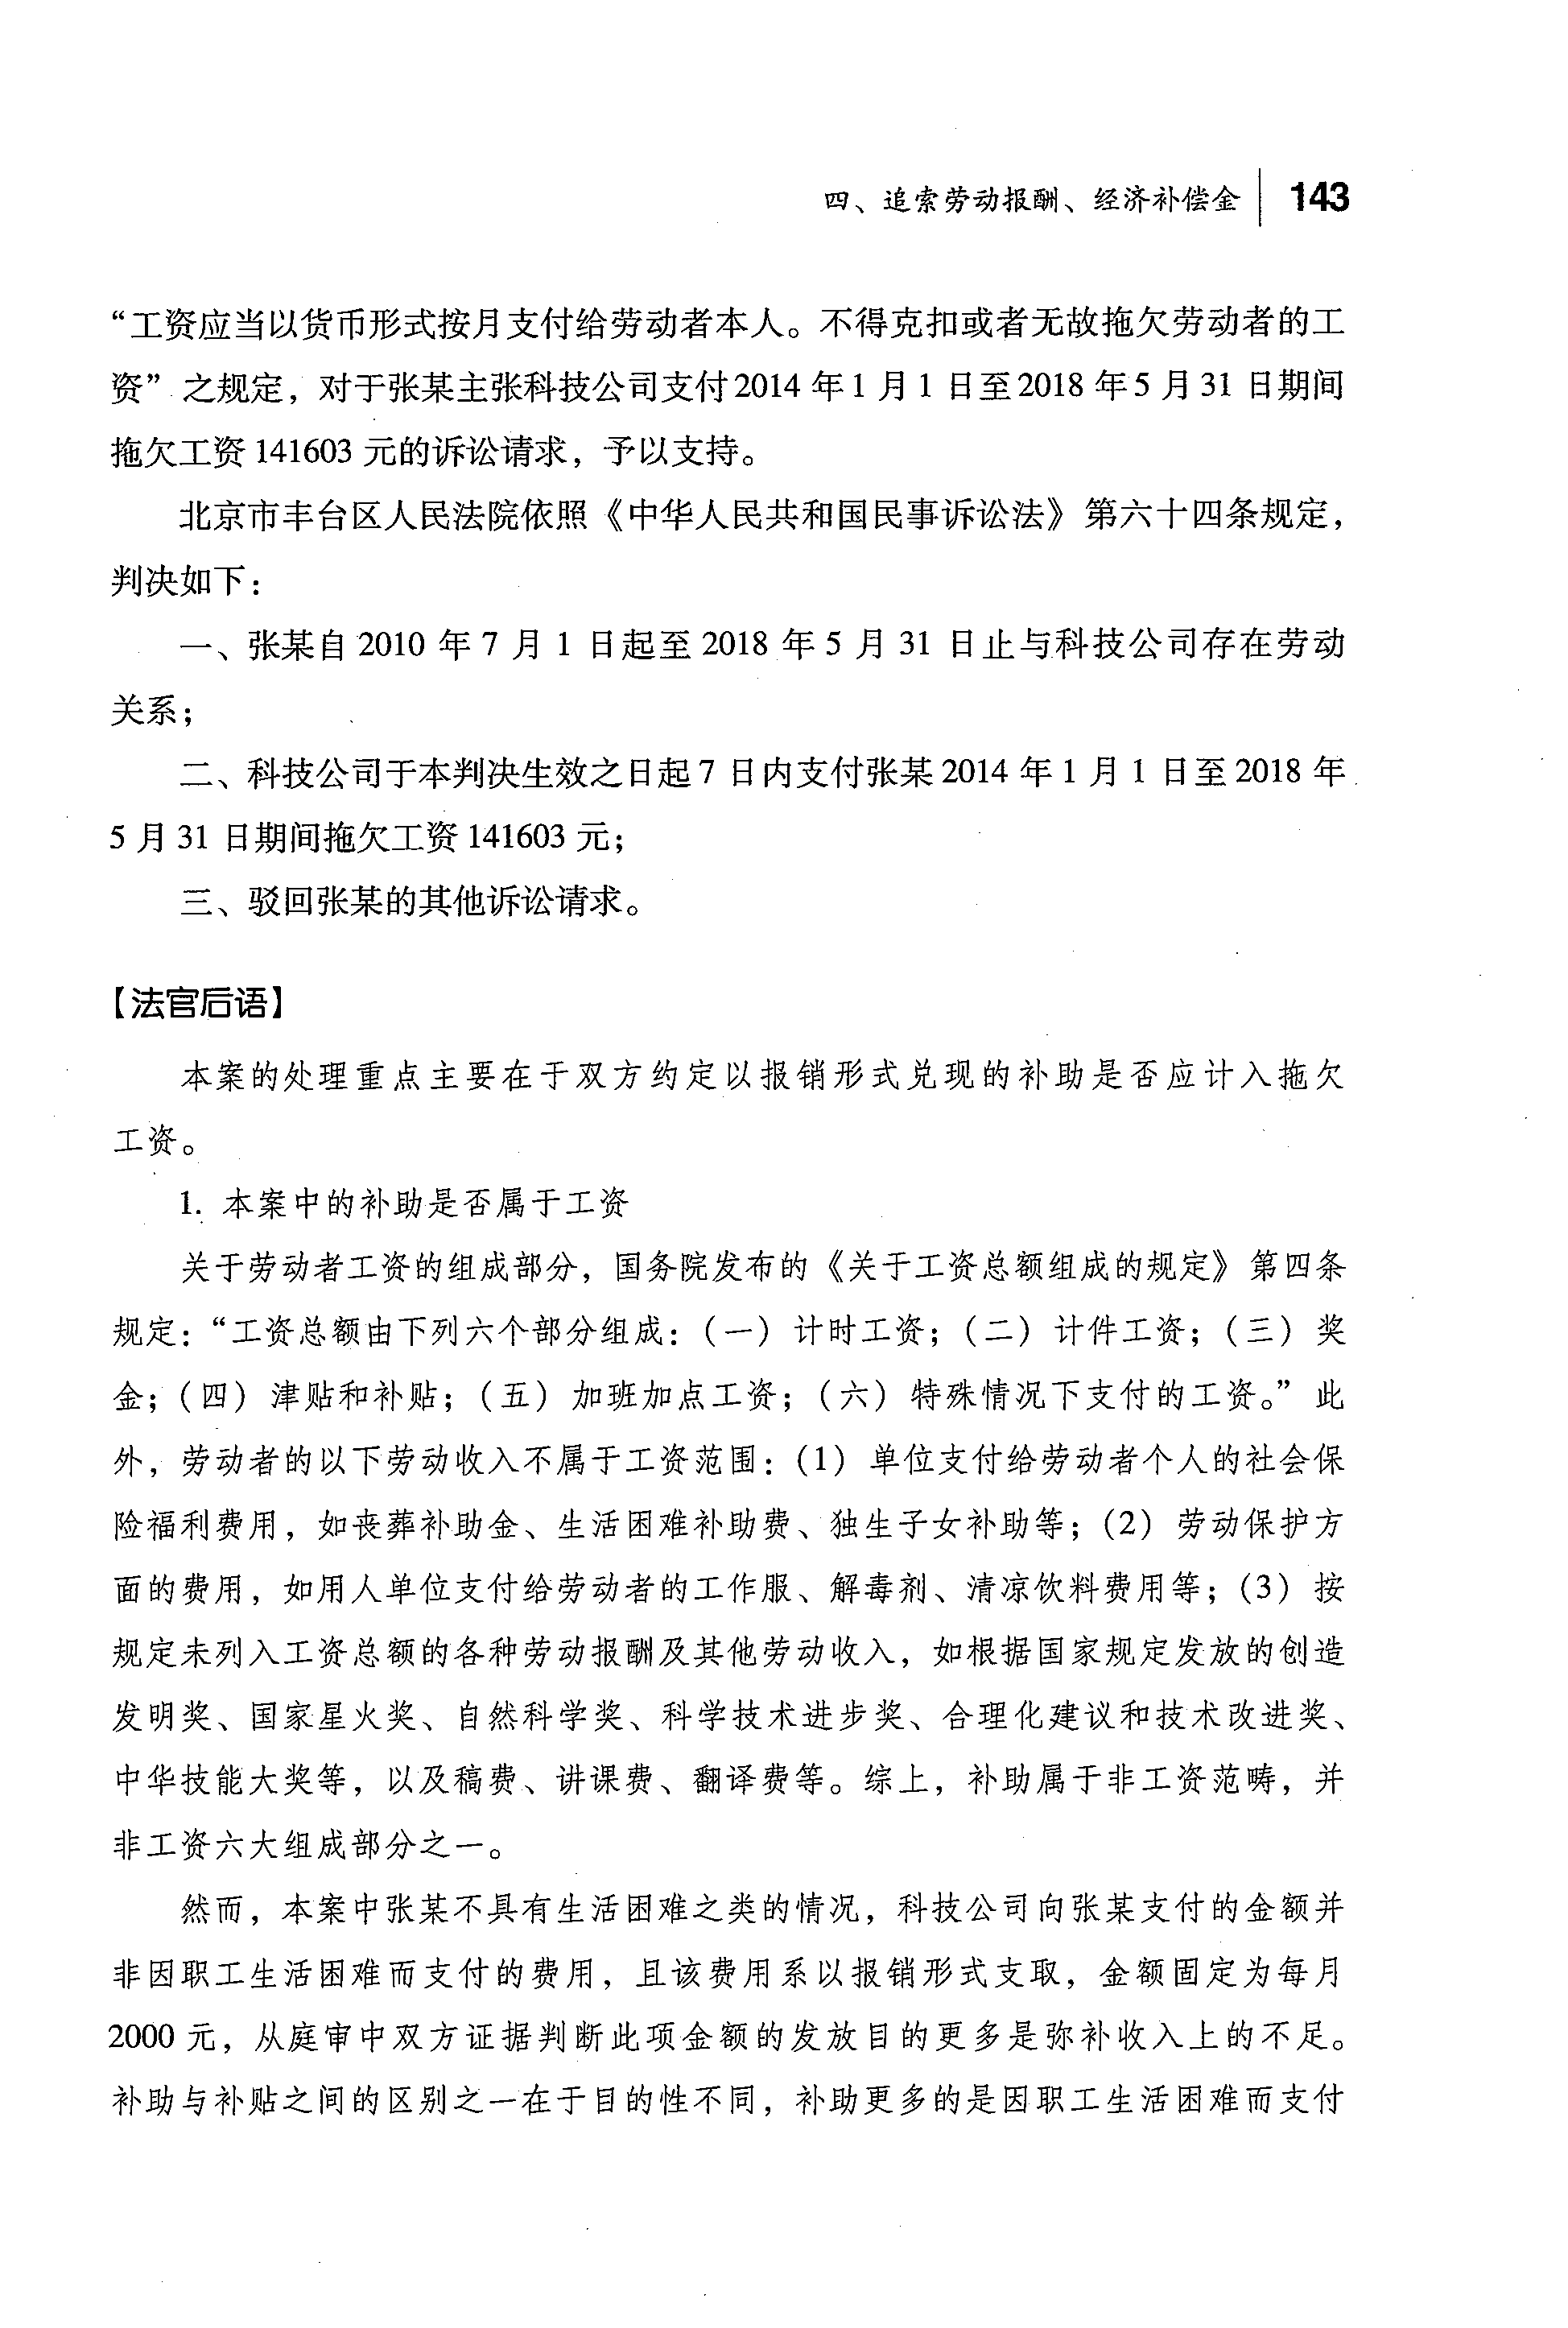 四、追索劳动报酬、经济补偿金 143
“工资应当以货币形式按月支付给劳动者本人。不得克扣或者无故拖欠劳动者的工
资”之规定，对于张某主张科技公司支付2014年1月1日至2018年5月31日期间
拖欠工资141603元的诉讼请求，予以支持。
北京市丰台区人民法院依照《中华人民共和国民事诉讼法》第六十四条规定，
判决如下：
一、张某自2010年7月1日起至2018年5月31日止与科技公司存在劳动
关系；
二、科技公司于本判决生效之日起7日内支付张某2014年1月1日至2018年
5月31日期间拖欠工资141603元；
三、驳回张某的其他诉讼请求。
【法官后语】
本案的处理重点主要在于双方约定以报销形式兑现的补助是否应计入拖欠
工资。
1. 本案中的补助是否属于工资
关于劳动者工资的组成部分，国务院发布的《关于工资总额组成的规定》第四条
规定：“工资总额由下列六个部分组成：（一）计时工资；（二）计件工资；（三）奖
金；（四）津贴和补贴；（五）加班加点工资；（六）特殊情况下支付的工资。”此
外，劳动者的以下劳动收入不属于工资范围：（1）单位支付给劳动者个人的社会保
险福利费用，如丧葬补助金、生活困难补助费、独生子女补助等；（2）劳动保护方
面的费用，如用人单位支付给劳动者的工作服、解毒剂、清凉饮料费用等；（3）按
规定未列入工资总额的各种劳动报酬及其他劳动收入，如根据国家规定发放的创造
发明奖、国家星火奖、自然科学奖、科学技术进步奖、合理化建议和技术改进奖、
中华技能大奖等，以及稿费、讲课费、翻译费等。综上，补助属于非工资范畴，并
非工资六大组成部分之一。
然而，本案中张某不具有生活困难之类的情况，科技公司向张某支付的金额并
非因职工生活困难而支付的费用，且该费用系以报销形式支取，金额固定为每月
2000元，从庭审中双方证据判断此项金额的发放目的更多是弥补收入上的不足。
补助与补贴之间的区别之一在于目的性不同，补助更多的是因职工生活困难而支付